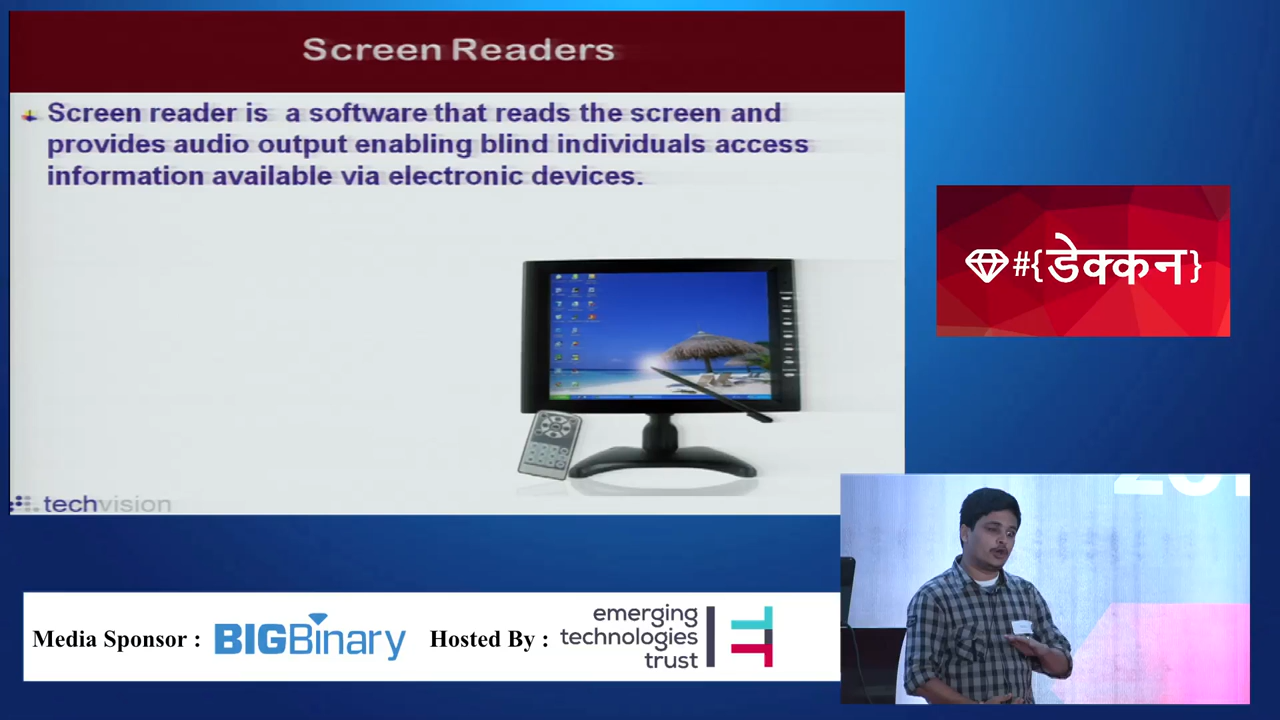 Screen Readers
Screen reader is a software that reads the screen and
provides audio output enabling blind individuals access
information available via electronic devices.
techvision
#{डेक्कन}
Media Sponsor : BIGBinary Hosted By : emerging
technologies
trust